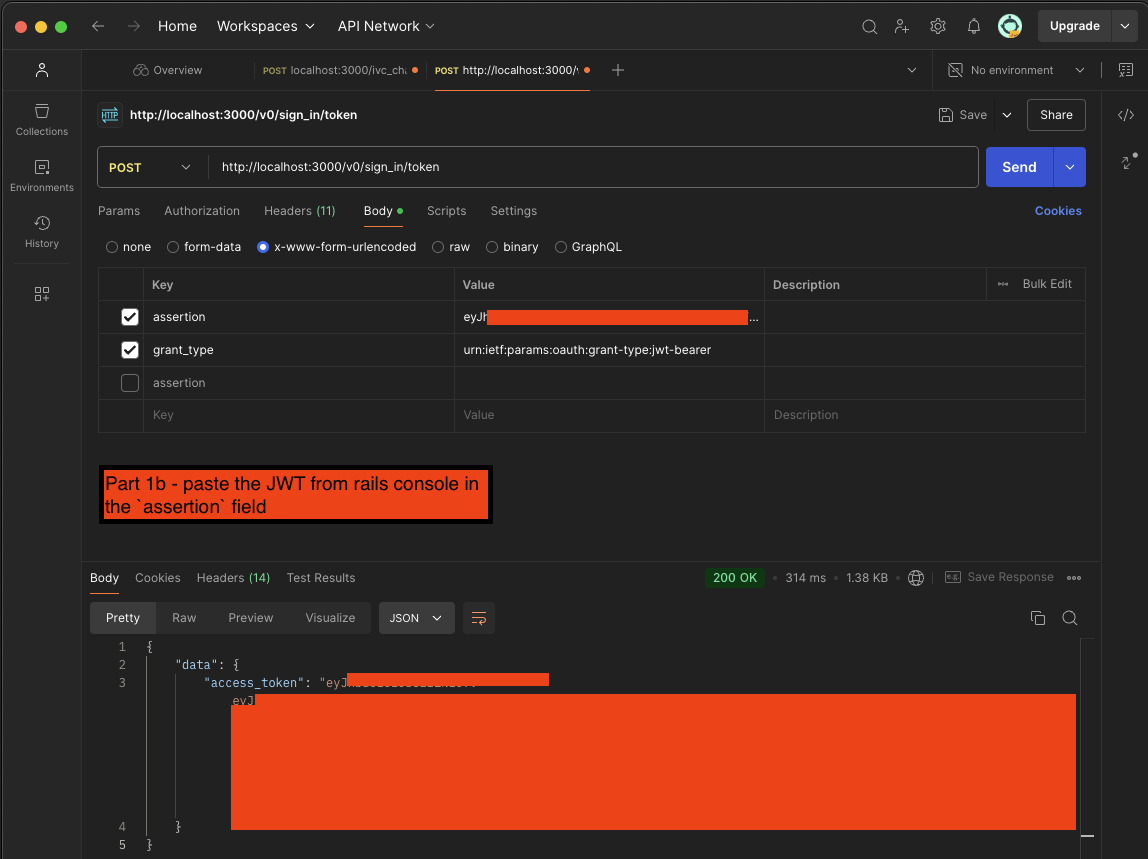 Home Workspaces API Network Upgrade
Overview POST localhost:3000/ivc_ch POST http://localhost:3000/ No environment
Collections
Environments
History
HTTP http://localhost:3000/v0/sign_in/token Save Share
POST http://localhost:3000/v0/sign_in/token Send
Params Authorization Headers (11) Body Scripts Settings Cookies
none form-data x-www-form-urlencoded raw binary GraphQL
Key Value Description Bulk Edit
assertion eyJh ...
grant_type urn:ietf:params:oauth:grant-type:jwt-bearer
assertion
Key Value Description
Part 1b - paste the JWT from rails console in
the `assertion` field
Body Cookies Headers (14) Test Results 200 OK 314 ms 1.38 KB e.g. Save Response
Pretty Raw Preview Visualize JSON
1 {
2 "data": {
3 "access_token": "eyJ
eyJ
4 }
5 }